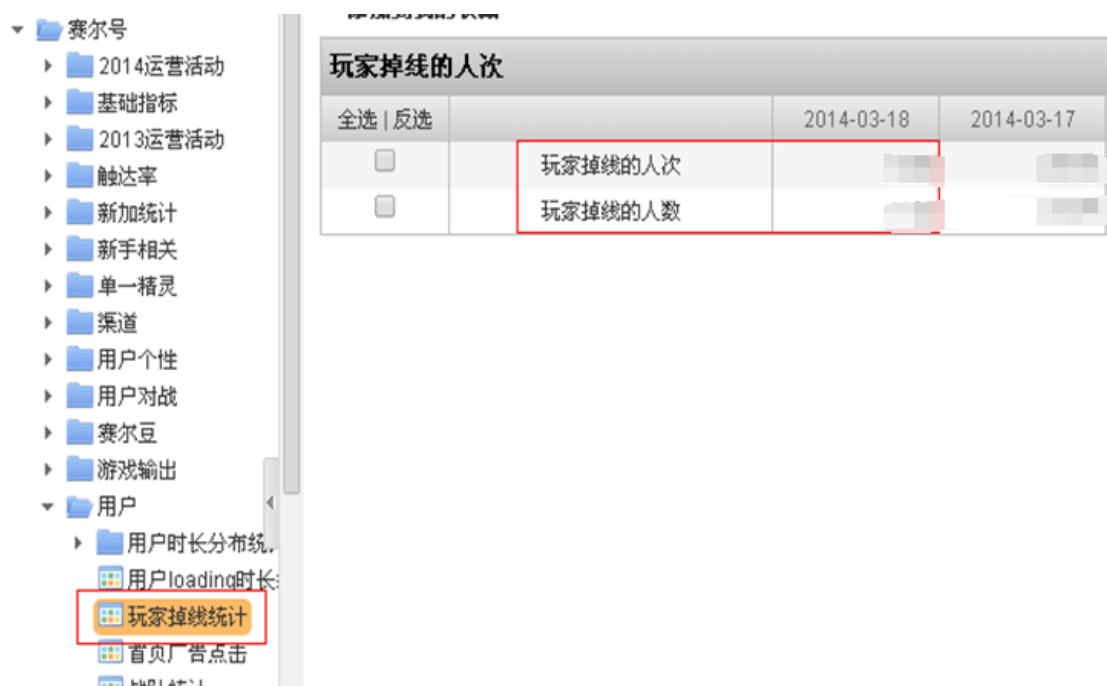 赛尔号
2014运营活动
基础指标
2013运营活动
触达率
新加统计
新手相关
单一精灵
渠道
用户个性
用户对战
赛尔豆
游戏输出
用户
用户时长分布统
用户loading时长
玩家掉线统计
首页广告点击
战队统计
玩家掉线的人次
全选 | 反选 2014-03-18 2014-03-17
玩家掉线的人次
玩家掉线的人数